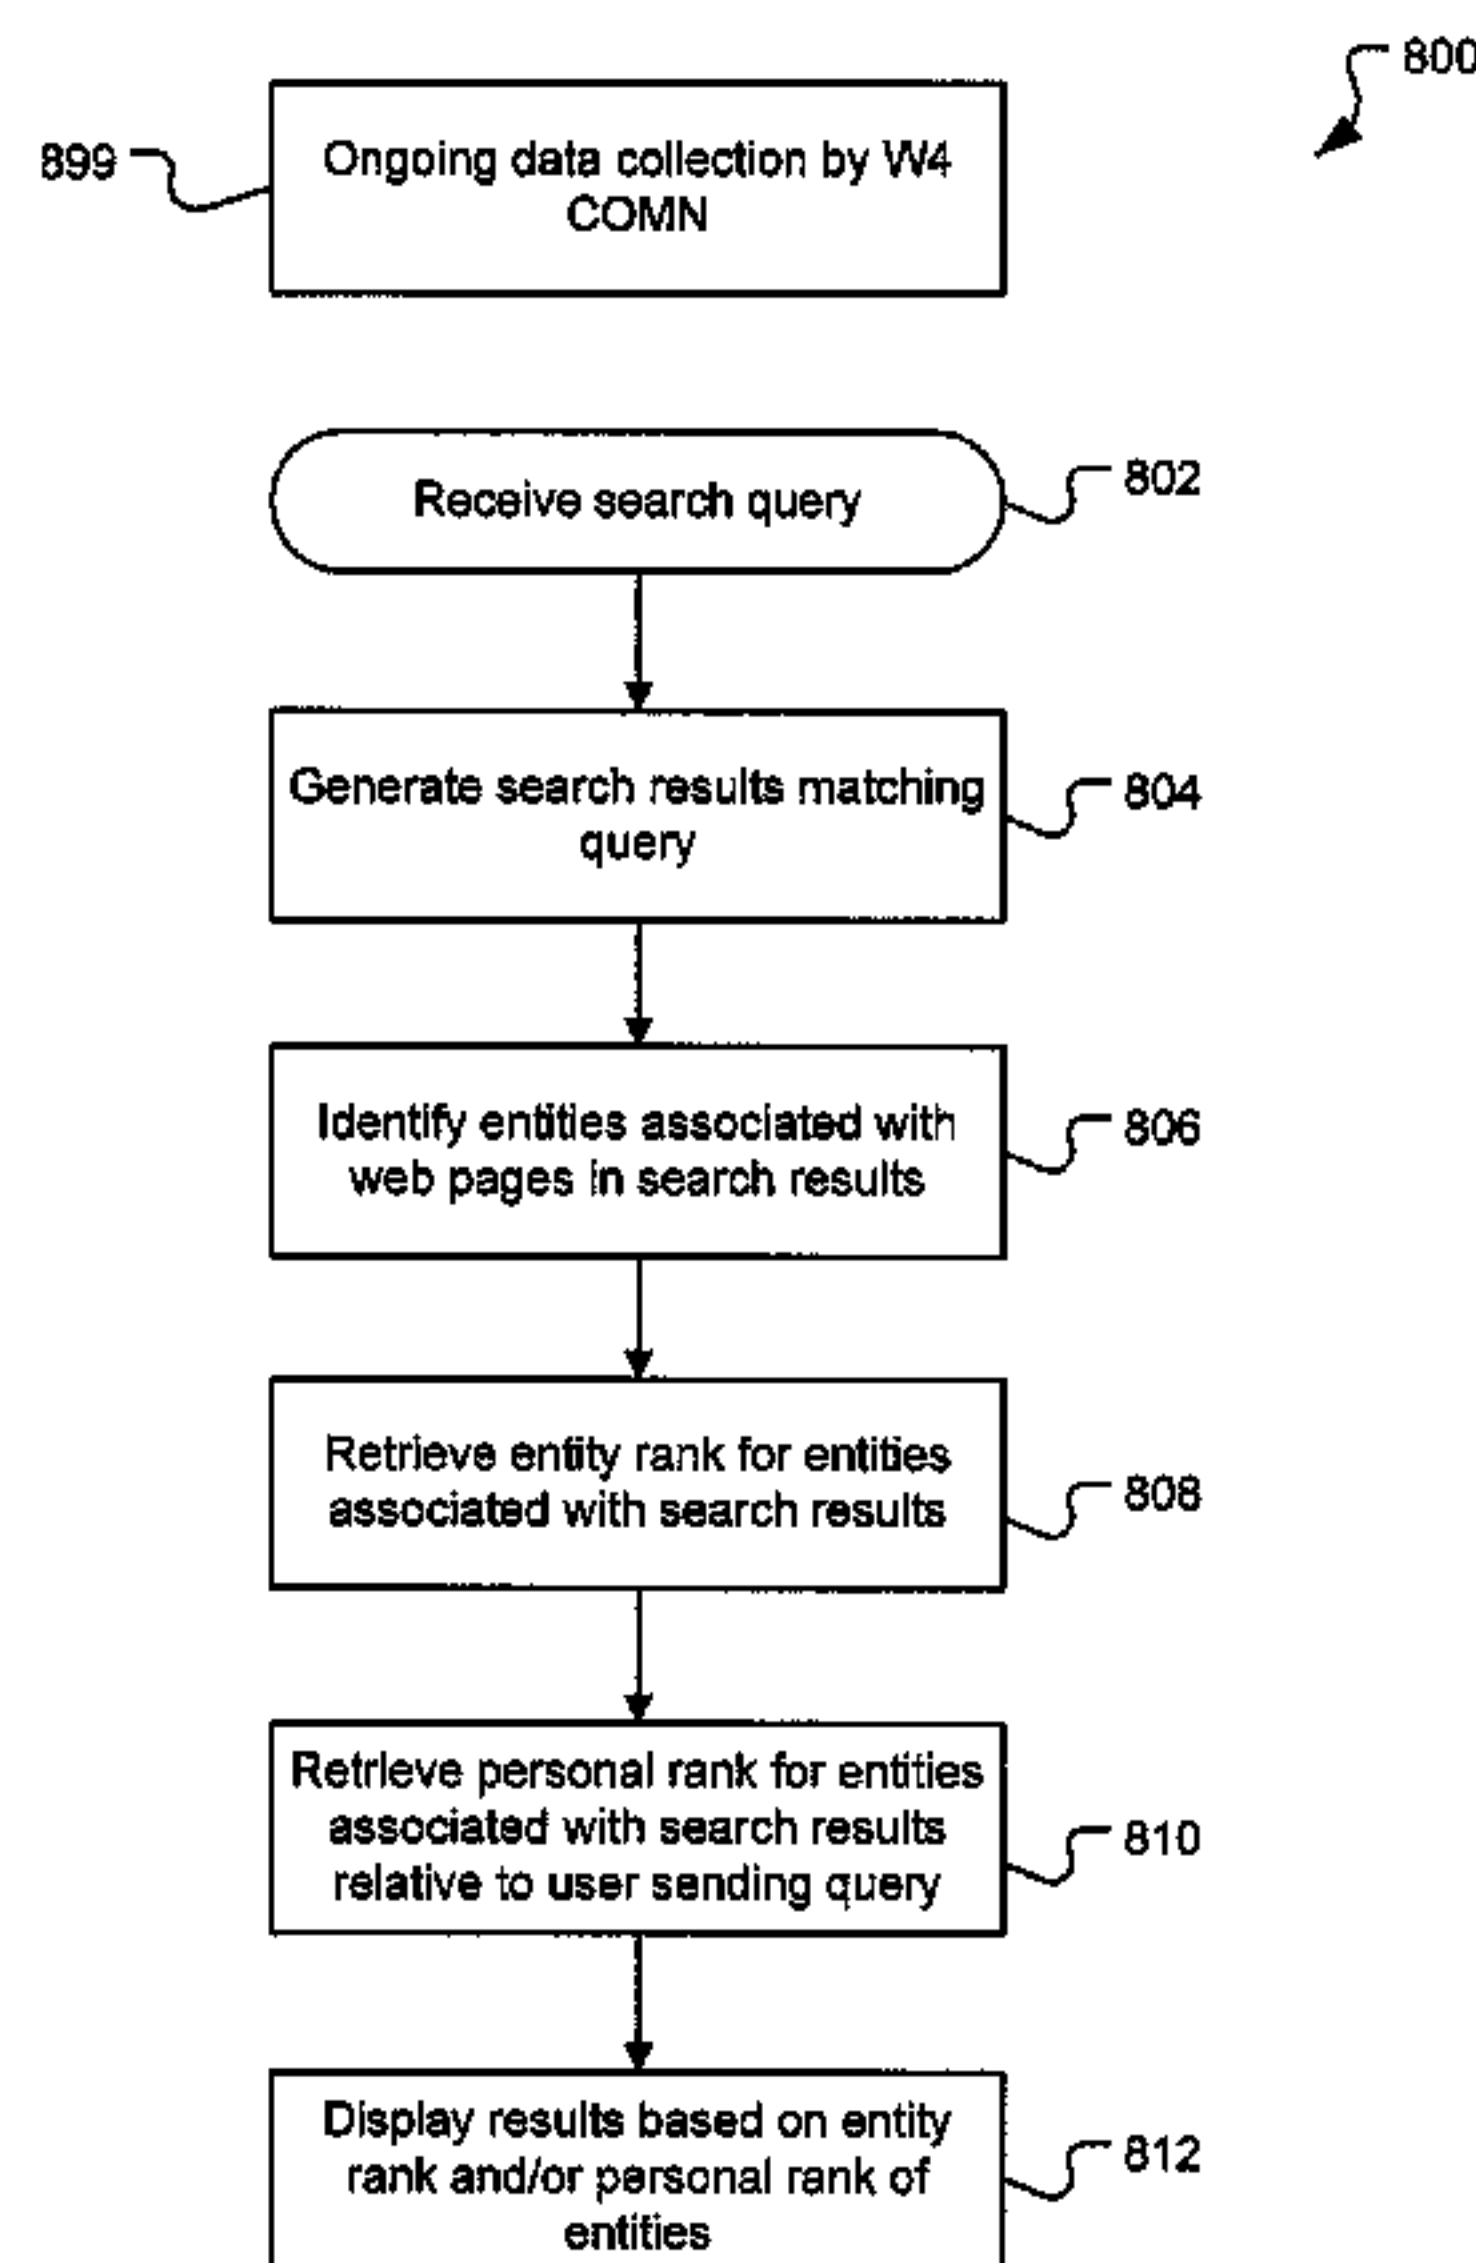 800
899
Ongoing data collection by W4
COMN
Receive search query
802
Generate search results matching
query
804
Identify entities associated with
web pages in search results
806
Retrieve entity rank for entities
associated with search results
808
Retrieve personal rank for entities
associated with search results
relative to user sending query
810
Display results based on entity
rank and/or personal rank of
entities
812